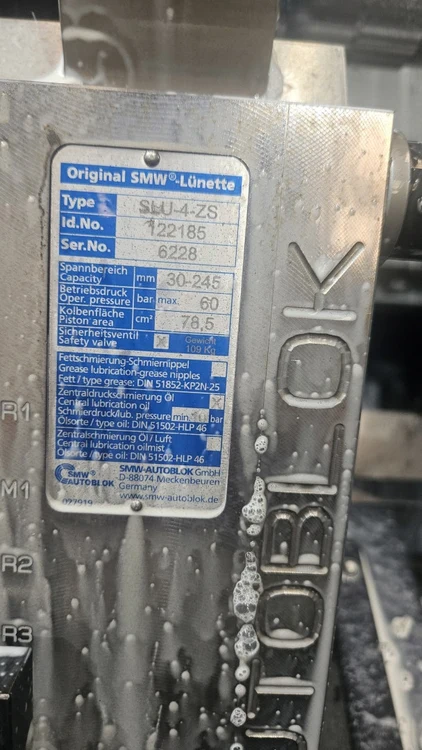 Original SMW®-Lünette
Type SLU-4-ZS
Id.No. 122185
Ser.No. 6228
Spannbereich
Capacity mm 30-245
Betriebsdruck
Oper. pressure bar max. 60
Kolbenfläche
Piston area cm² 78,5
Sicherheitsventil
Safety valve X Gewicht
109 Kg
Fettschmierung-Schmiernippel
Grease lubrication-grease nipples
Fett / type grease: DIN 51852-KP2N-25
Zentraldruckschmierung Öl
Central lubrication oil
Schmierdruck/lub. pressure min bar
Ölsorte / type oil: DIN 51502-HLP 46
Zentralschmierung Öl / Luft
Central lubrication oilmist
Ölsorte / type oil: DIN 51502-HLP 46
SMW®
AUTOBLOK
SMW-AUTOBLOK GmbH
D-88074 Meckenbeuren
Germany
www.smw-autoblok.de
R1
M1
R2
R3
TOBLOK